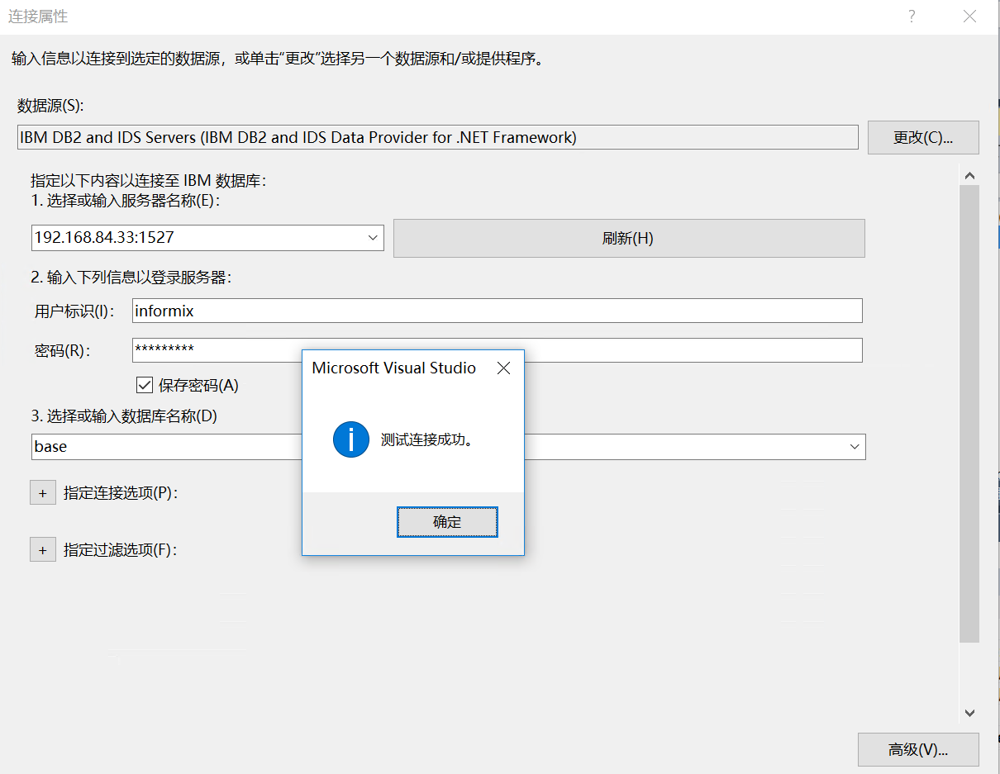 连接属性
输入信息以连接到选定的数据源，或单击“更改”选择另一个数据源和/或提供程序。
数据源(S):
IBM DB2 and IDS Servers (IBM DB2 and IDS Data Provider for .NET Framework)
更改(C)...
指定以下内容以连接至 IBM 数据库：
1. 选择或输入服务器名称(E)：
192.168.84.33:1527
刷新(H)
2. 输入下列信息以登录服务器：
用户标识(I)：
informix
密码(R)：
*********
保存密码(A)
3. 选择或输入数据库名称(D)
base
+ 指定连接选项(P)：
+ 指定过滤选项(F)：
Microsoft Visual Studio
测试连接成功。
确定
高级(V)...